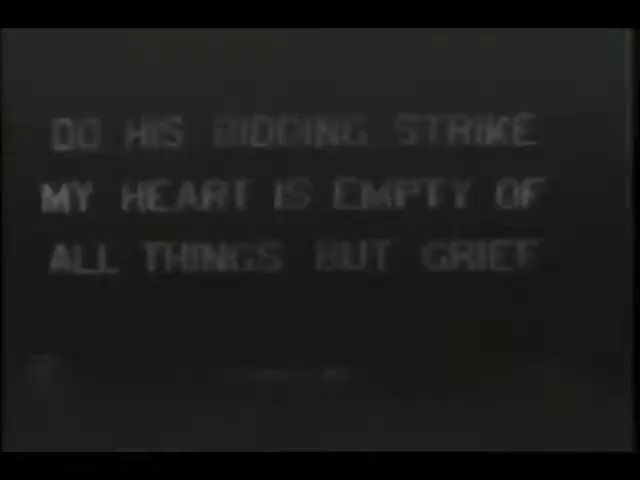 DO HIS BIDDING STRIKE
MY HEART IS EMPTY OF
ALL THINGS BUT GRIEF